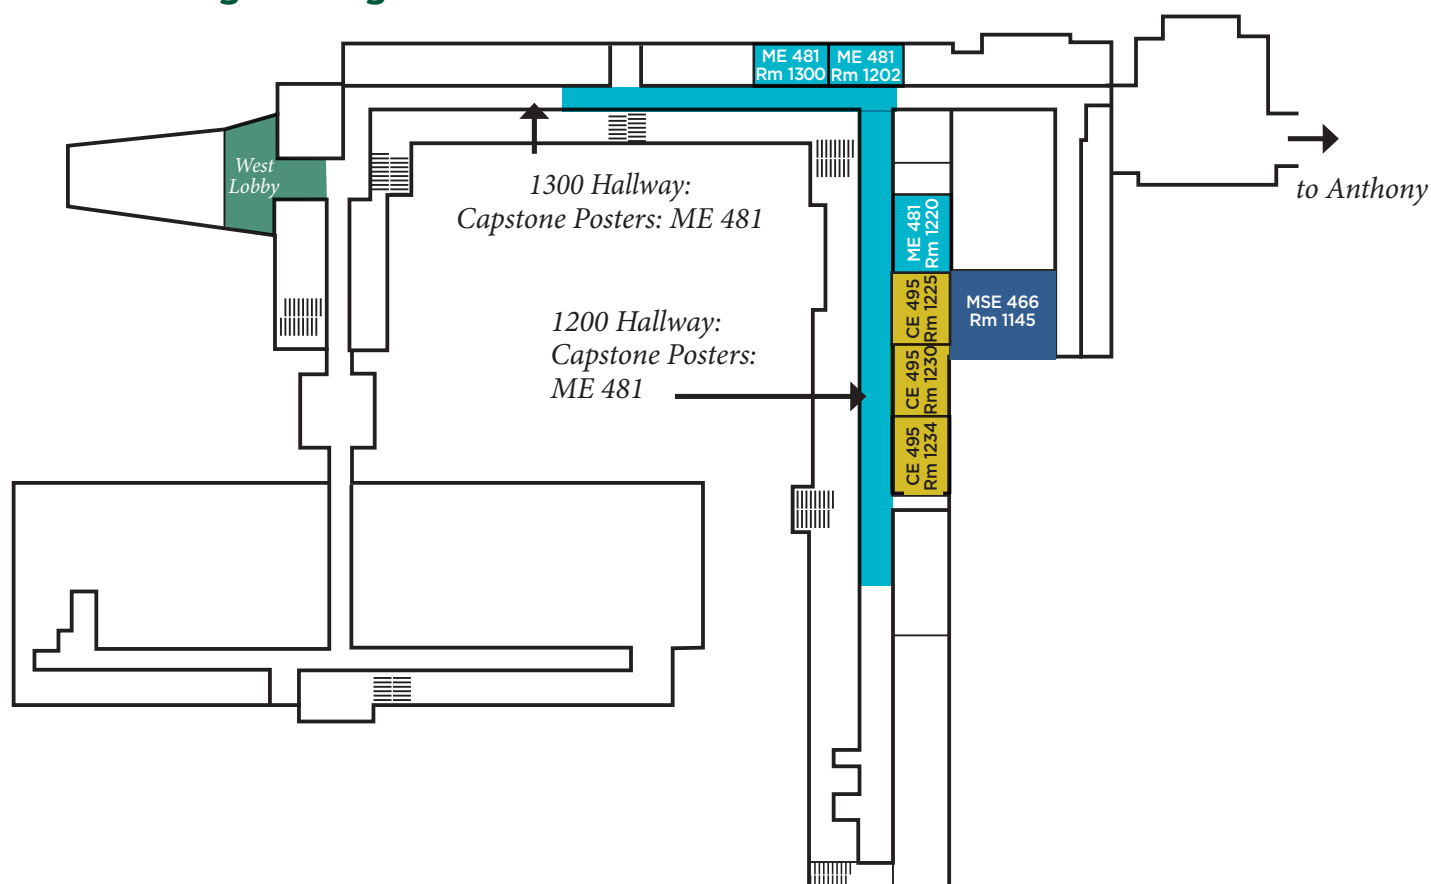 ME 481
Rm 1300
ME 481
Rm 1202
West
Lobby
to Anthony
1300 Hallway:
Capstone Posters: ME 481
ME 481
Rm 1220
CE 495
Rm 1225
MSE 466
Rm 1145
1200 Hallway:
Capstone Posters:
ME 481
CE 495
Rm 1230
CE 495
Rm 1234